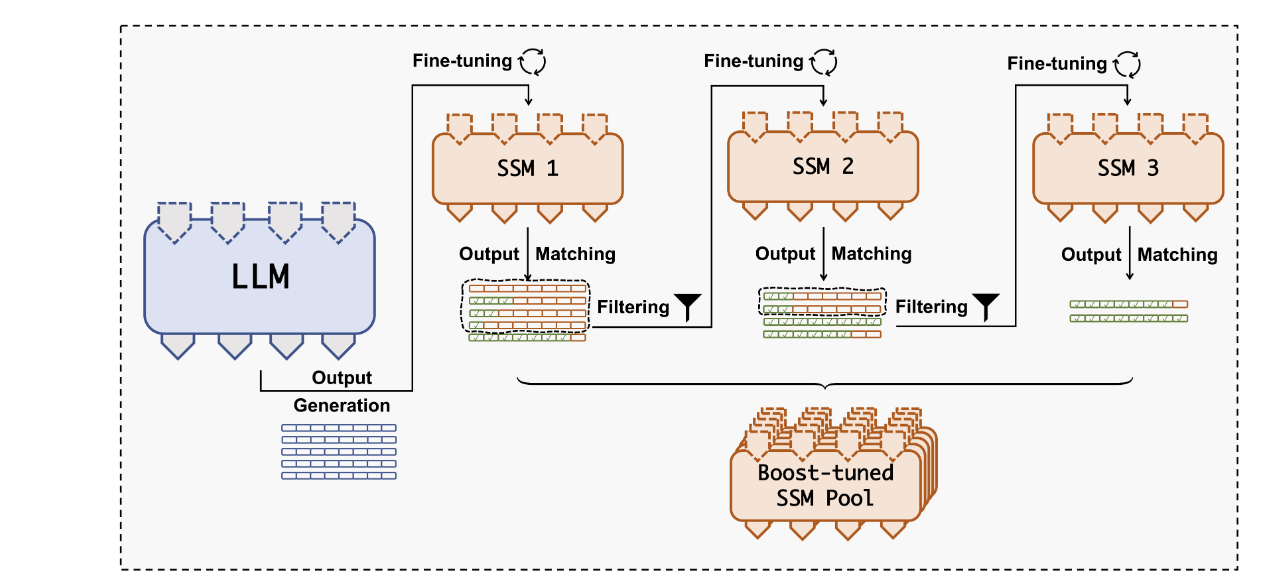 Fine-tuning
Fine-tuning
Fine-tuning
SSM 1
SSM 2
SSM 3
LLM
Output Matching
Output Matching
Output Matching
Filtering
Filtering
Output
Generation
Boost-tuned
SSM Pool